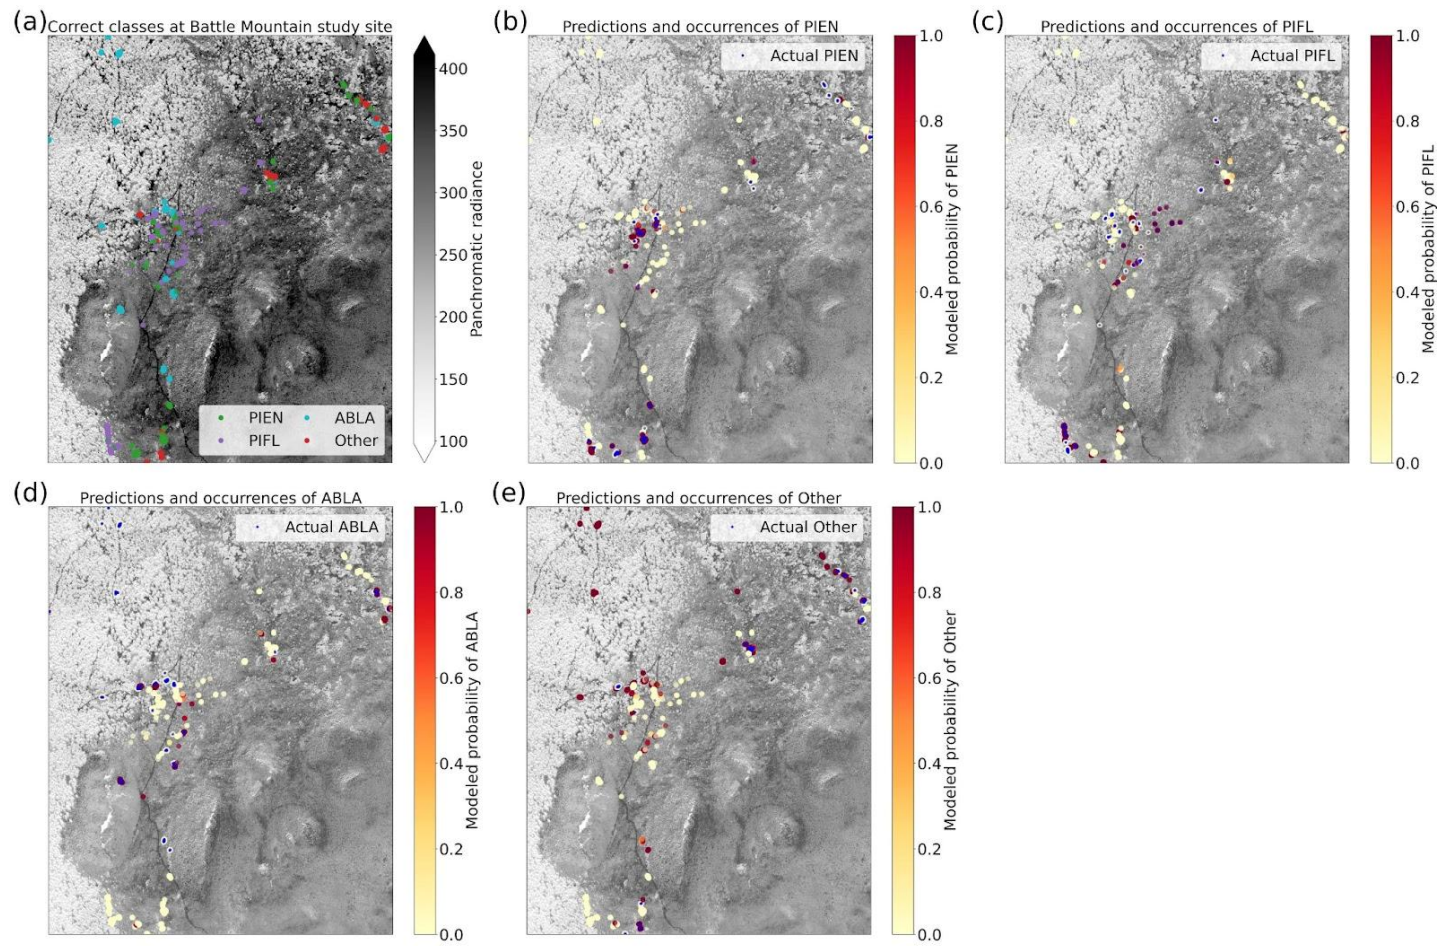 (a) Correct classes at Battle Mountain study site
400
350
300
250
200
150
100
Panchromatic radiance
PIEN
ABLA
PIFL
Other
(b) Predictions and occurrences of PIEN
Actual PIEN
1.0
0.8
0.6
0.4
0.2
0.0
Modeled probability of PIEN
(c) Predictions and occurrences of PIFL
Actual PIFL
1.0
0.8
0.6
0.4
0.2
0.0
Modeled probability of PIFL
(d) Predictions and occurrences of ABLA
Actual ABLA
1.0
0.8
0.6
0.4
0.2
0.0
Modeled probability of ABLA
(e) Predictions and occurrences of Other
Actual Other
1.0
0.8
0.6
0.4
0.2
0.0
Modeled probability of Other